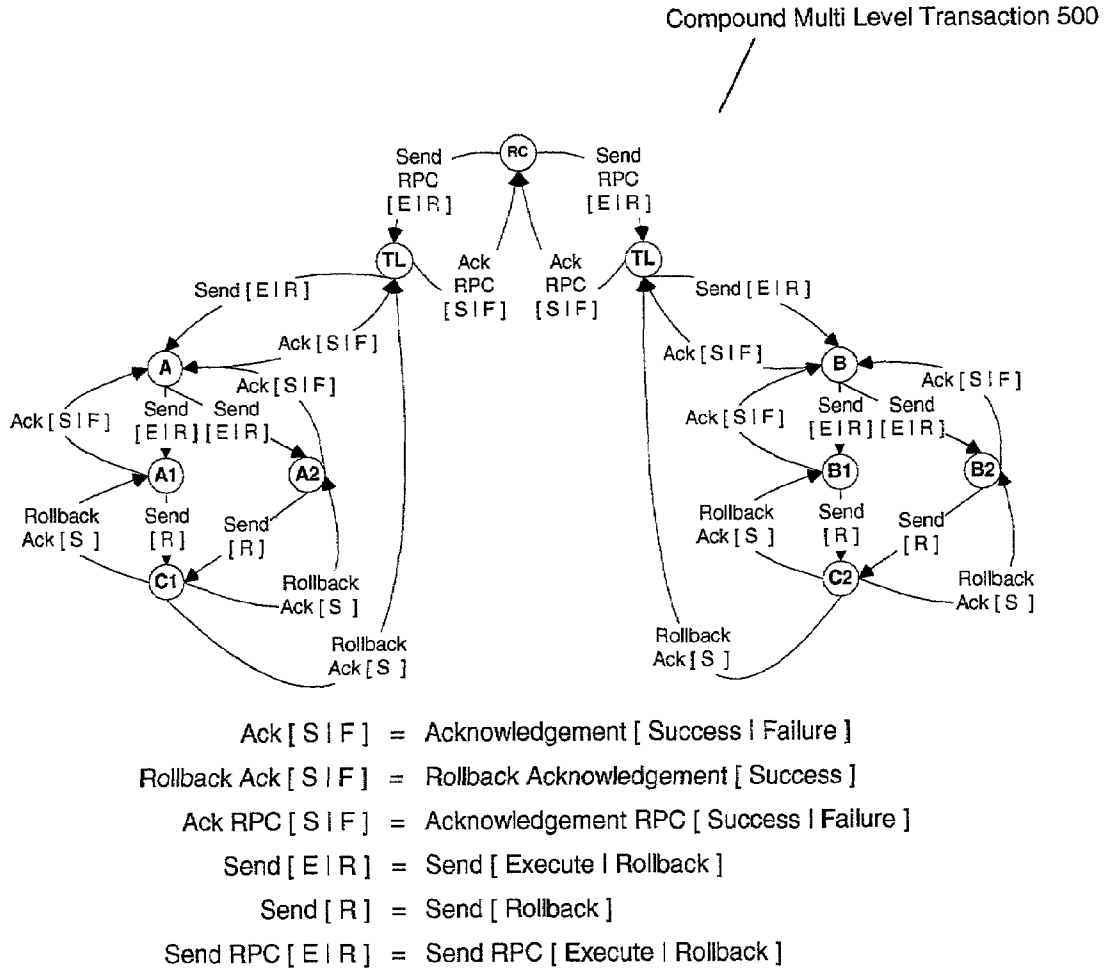 Compound Multi Level Transaction 500
RC
Send
RPC
[ E I R ]
Send
RPC
[ E I R ]
TL
TL
Ack
RPC
[ S I F ]
Ack
RPC
[ S I F ]
Send [ E I R ]
Send [ E I R ]
Ack [ S I F ]
Ack [ S I F ]
A
B
Ack [ S I F ]
Ack [ S I F ]
Ack [ S I F ]
Send
[ E I R ]
Send
[ E I R ]
Ack [ S I F ]
Send
[ E I R ]
Send
[ E I R ]
A1
A2
B1
B2
Rollback
Ack [ S ]
Send
[ R ]
Send
[ R ]
Rollback
Ack [ S ]
Send
[ R ]
Send
[ R ]
C1
C2
Rollback
Ack [ S ]
Rollback
Ack [ S ]
Rollback
Ack [ S ]
Rollback
Ack [ S ]
Ack [ S I F ] = Acknowledgement [ Success I Failure ]
Rollback Ack [ S I F ] = Rollback Acknowledgement [ Success ]
Ack RPC [ S I F ] = Acknowledgement RPC [ Success I Failure ]
Send [ E I R ] = Send [ Execute I Rollback ]
Send [ R ] = Send [ Rollback ]
Send RPC [ E I R ] = Send RPC [ Execute I Rollback ]